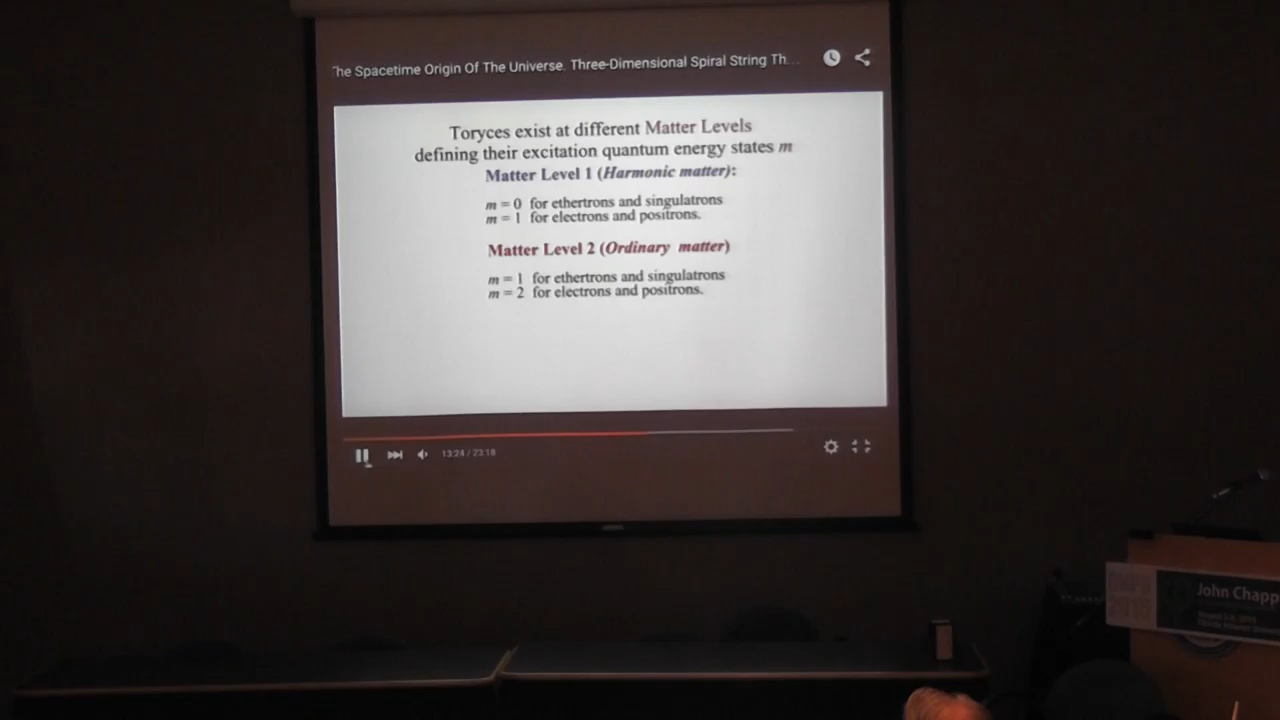 The Spacetime Origin Of The Universe. Three-Dimensional Spiral String Th...
Toryces exist at different Matter Levels
defining their excitation quantum energy states m
Matter Level 1 (Harmonic matter):
m = 0 for ethertrons and singulatrons
m = 1 for electrons and positrons.
Matter Level 2 (Ordinary matter)
m = 1 for ethertrons and singulatrons
m = 2 for electrons and positrons.
13:24 / 23:18
John Chapp